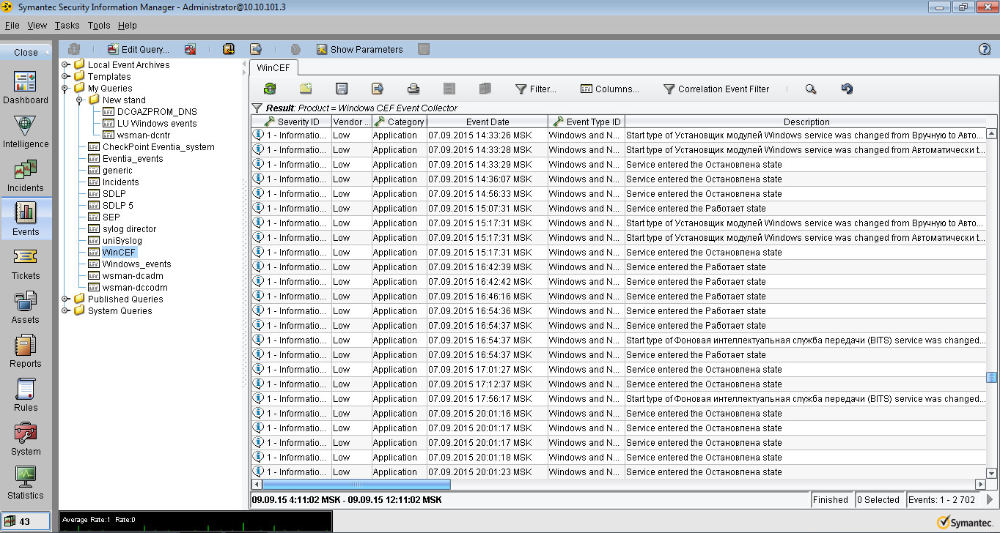 Symantec Security Information Manager - Administrator@10.10.101.3
File View Tasks Tools Help
Close
Dashboard
Intelligence
Incidents
Events
Tickets
Assets
Reports
Rules
System
Statistics
43
Edit Query... Show Parameters
Local Event Archives
Templates
My Queries
New stand
DCGAZPROM_DNS
LU Windows events
wsman-dcntr
CheckPoint Eventia_system
Eventia_events
generic
Incidents
SDLP
SDLP 5
SEP
sylog director
uniSyslog
WinCEF
Windows_events
wsman-dcadm
wsman-dccodm
Published Queries
System Queries
WinCEF
Filter... Columns... Correlation Event Filter
Result: Product = Windows CEF Event Collector
Severity ID Vendor ... Category Event Date Event Type ID Description
1 - Informatio... Low Application 07.09.2015 14:33:26 MSK Windows and N... Start type of Установщик модулей Windows service was changed from Вручную to Авто...
1 - Informatio... Low Application 07.09.2015 14:33:28 MSK Windows and N... Start type of Установщик модулей Windows service was changed from Автоматически t...
1 - Informatio... Low Application 07.09.2015 14:33:29 MSK Windows and N... Service entered the Остановлена state
1 - Informatio... Low Application 07.09.2015 14:36:07 MSK Windows and N... Service entered the Остановлена state
1 - Informatio... Low Application 07.09.2015 14:56:33 MSK Windows and N... Service entered the Остановлена state
1 - Informatio... Low Application 07.09.2015 15:07:31 MSK Windows and N... Service entered the Работает state
1 - Informatio... Low Application 07.09.2015 15:17:31 MSK Windows and N... Start type of Установщик модулей Windows service was changed from Вручную to Авто...
1 - Informatio... Low Application 07.09.2015 15:17:31 MSK Windows and N... Start type of Установщик модулей Windows service was changed from Автоматически t...
1 - Informatio... Low Application 07.09.2015 15:17:31 MSK Windows and N... Service entered the Остановлена state
1 - Informatio... Low Application 07.09.2015 16:42:39 MSK Windows and N... Service entered the Работает state
1 - Informatio... Low Application 07.09.2015 16:42:42 MSK Windows and N... Service entered the Работает state
1 - Informatio... Low Application 07.09.2015 16:46:16 MSK Windows and N... Service entered the Работает state
1 - Informatio... Low Application 07.09.2015 16:54:36 MSK Windows and N... Service entered the Работает state
1 - Informatio... Low Application 07.09.2015 16:54:37 MSK Windows and N... Service entered the Работает state
1 - Informatio... Low Application 07.09.2015 16:54:37 MSK Windows and N... Start type of Фоновая интеллектуальная служба передачи (BITS) service was changed...
1 - Informatio... Low Application 07.09.2015 16:54:37 MSK Windows and N... Service entered the Работает state
1 - Informatio... Low Application 07.09.2015 17:01:27 MSK Windows and N... Service entered the Остановлена state
1 - Informatio... Low Application 07.09.2015 17:12:37 MSK Windows and N... Service entered the Остановлена state
1 - Informatio... Low Application 07.09.2015 17:56:17 MSK Windows and N... Start type of Фоновая интеллектуальная служба передачи (BITS) service was changed...
1 - Informatio... Low Application 07.09.2015 20:01:16 MSK Windows and N... Service entered the Остановлена state
1 - Informatio... Low Application 07.09.2015 20:01:17 MSK Windows and N... Service entered the Остановлена state
1 - Informatio... Low Application 07.09.2015 20:01:17 MSK Windows and N... Service entered the Остановлена state
1 - Informatio... Low Application 07.09.2015 20:01:18 MSK Windows and N... Service entered the Остановлена state
1 - Informatio... Low Application 07.09.2015 20:01:23 MSK Windows and N... Service entered the Остановлена state
09.09.15 4:11:02 MSK - 09.09.15 12:11:02 MSK Finished 0 Selected Events: 1 - 2 702
Average Rate:1 Rate:0
Symantec.